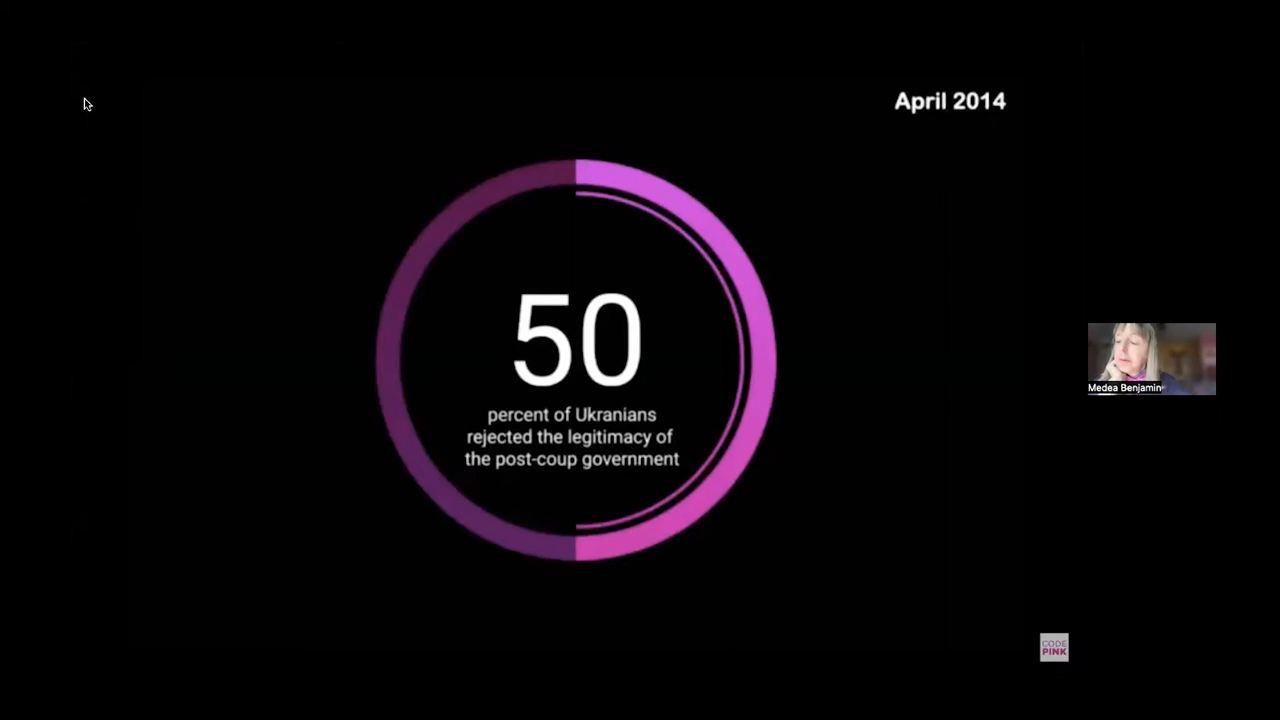 April 2014
50
percent of Ukranians
rejected the legitimacy of
the post-coup government
Medea Benjamin
CODE
PINK